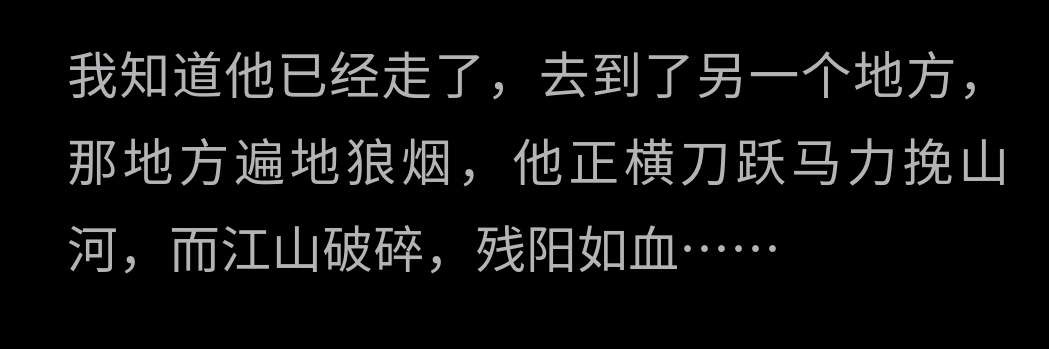 我知道他已经走了，去到了另一个地方，
那地方遍地狼烟，他正横刀跃马力挽山
河，而江山破碎，残阳如血……